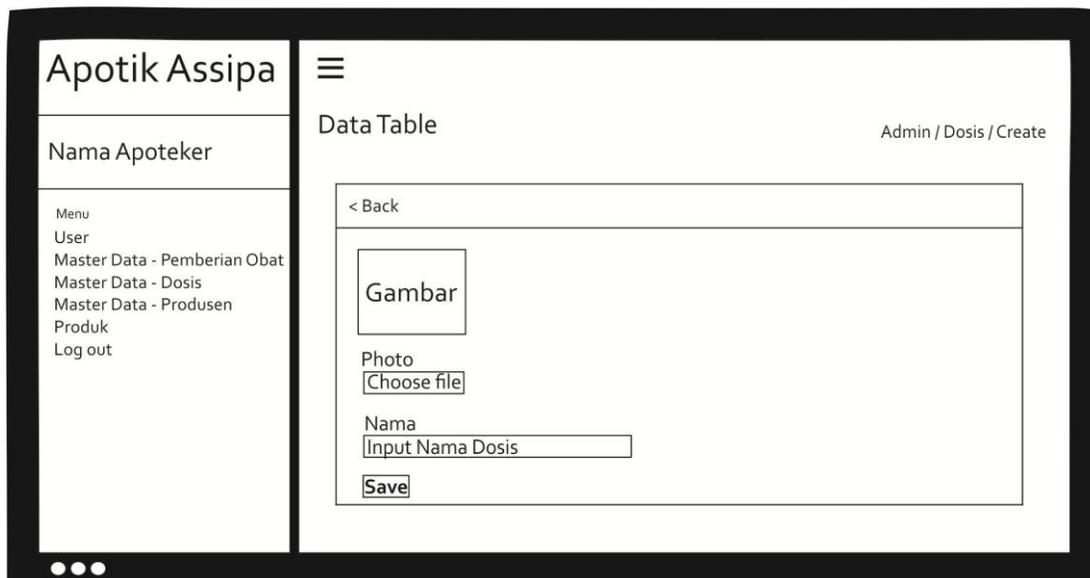 Apotik Assipa
Nama Apoteker
Menu
User
Master Data - Pemberian Obat
Master Data - Dosis
Master Data - Produsen
Produk
Log out
Data Table
Admin / Dosis / Create
< Back
Gambar
Photo
Choose file
Nama
Input Nama Dosis
Save